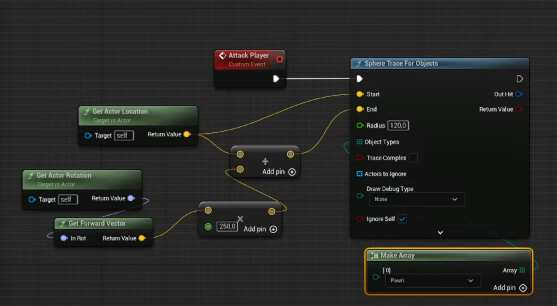 Attack Player
Custom Event
Sphere Trace For Objects
Start
Out Hit
End
Return Value
Radius 120,0
Object Types
Trace Complex
Actors to Ignore
Draw Debug Type
None
Ignore Self
Get Actor Location
Target is Actor
Target self
Return Value
+
Add pin
Get Actor Rotation
Target is Actor
Target self
Return Value
Get Forward Vector
In Rot
Return Value
×
250,0
Add pin
Make Array
[0]
Array
Pawn
Add pin